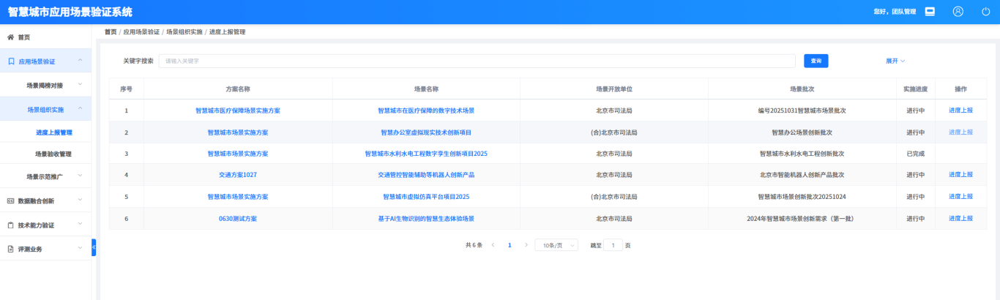 智慧城市应用场景验证系统
您好，团队管理
首页
应用场景验证
场景揭榜对接
场景组织实施
进度上报管理
场景验收管理
场景示范推广
数据融合创新
技术能力验证
评测业务
首页 / 应用场景验证 / 场景组织实施 / 进度上报管理
关键字搜索 请输入关键字 查询 展开
序号 方案名称 场景名称 场景开放单位 场景批次 实施进度 操作
1 智慧城市医疗保障场景实施方案 智慧城市在医疗保障的数字技术场景 北京市司法局 编号20251031智慧城市场景批次 进行中 进度上报
2 智慧城市场景实施方案 智慧办公室虚拟现实技术创新项目 (合)北京市司法局 智慧办公场景创新批次 进行中 进度上报
3 智慧城市场景实施方案 智慧城市水利水电工程数字孪生创新项目2025 北京市司法局 智慧城市水利水电工程创新批次 已完成
4 交通方案1027 交通管控智能辅助等机器人创新产品 北京市司法局 北京市智能机器人创新产品批次 进行中 进度上报
5 智慧城市场景实施方案 智慧城市虚拟仿真平台项目2025 (合)北京市司法局 智慧城市场景创新批次20251024 进行中 进度上报
6 0630测试方案 基于AI生物识别的智慧生态体验场景 北京市司法局 2024年智慧城市场景创新需求（第一批） 进行中 进度上报
共 6 条 1 10条/页 跳至 1 页